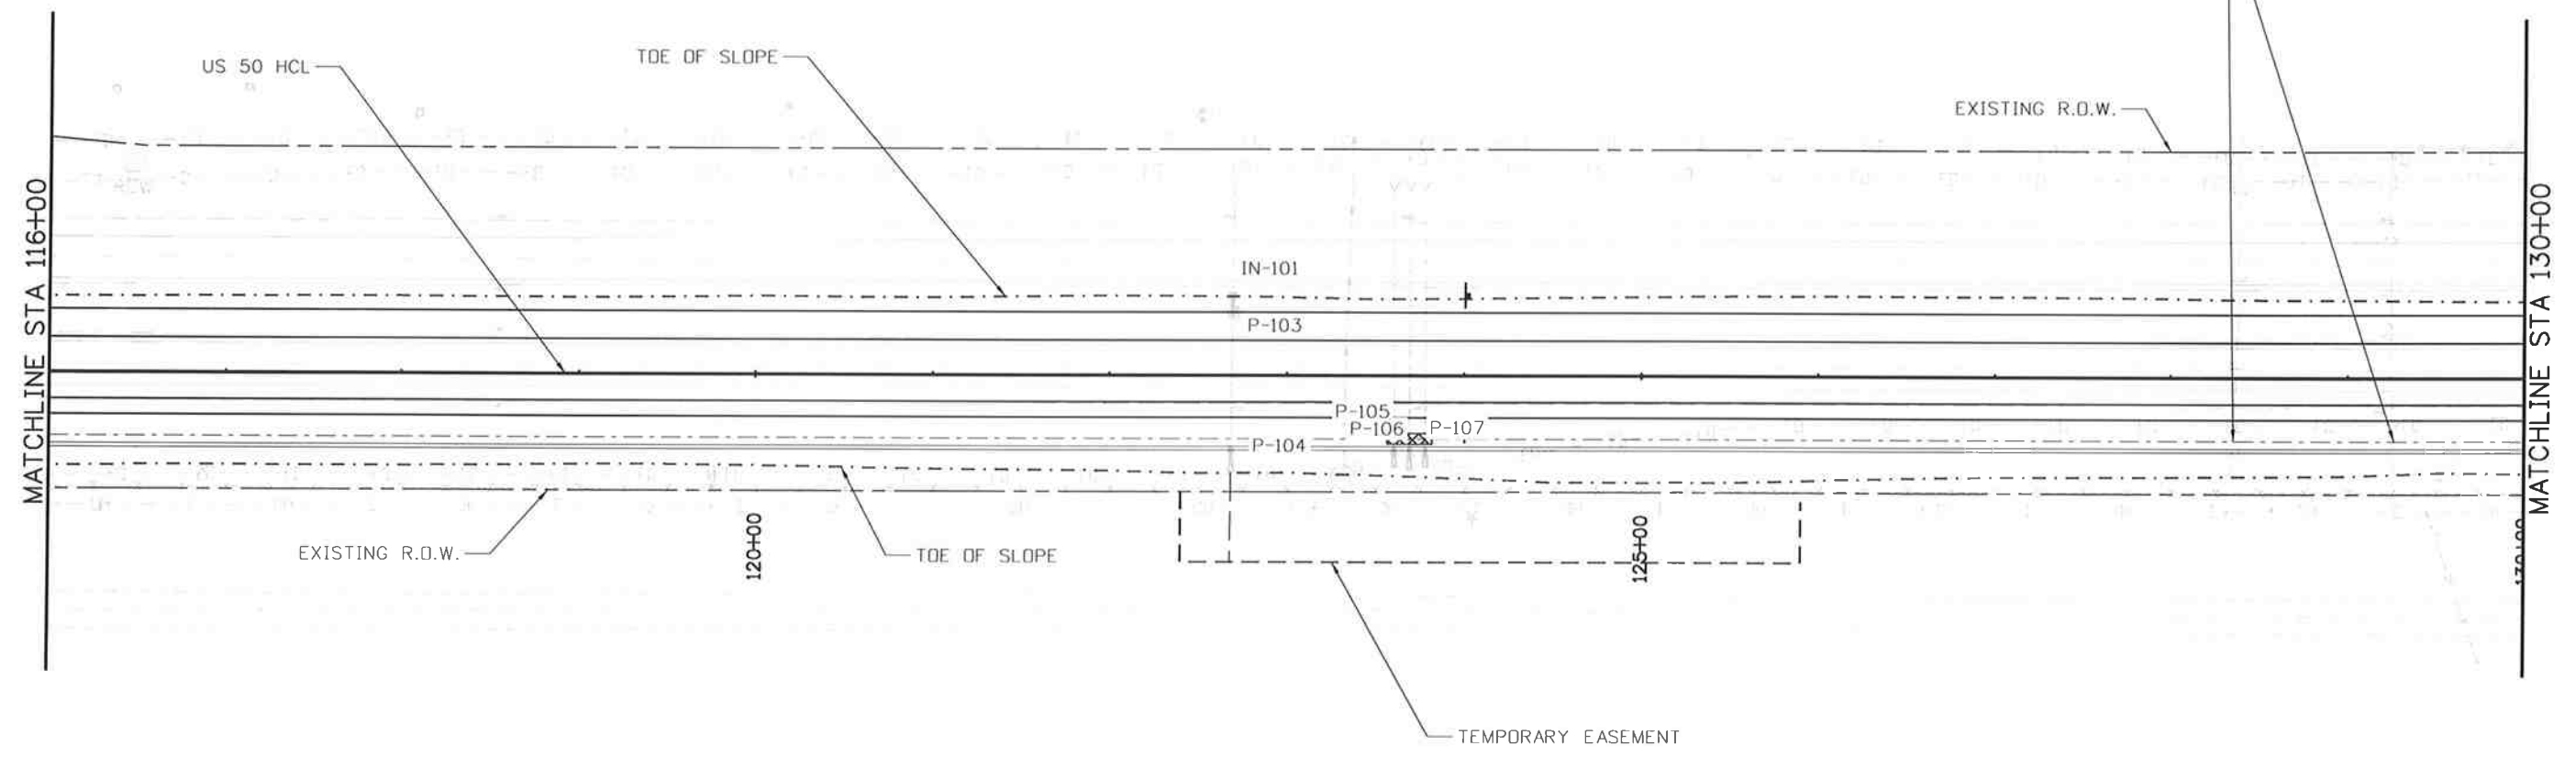 US 50 HCL
TOE OF SLOPE
EXISTING R.O.W.
MATCHLINE STA 116+00
MATCHLINE STA 130+00
IN-101
P-103
P-105
P-106
P-107
P-104
120+00
125+00
EXISTING R.O.W.
TOE OF SLOPE
TEMPORARY EASEMENT